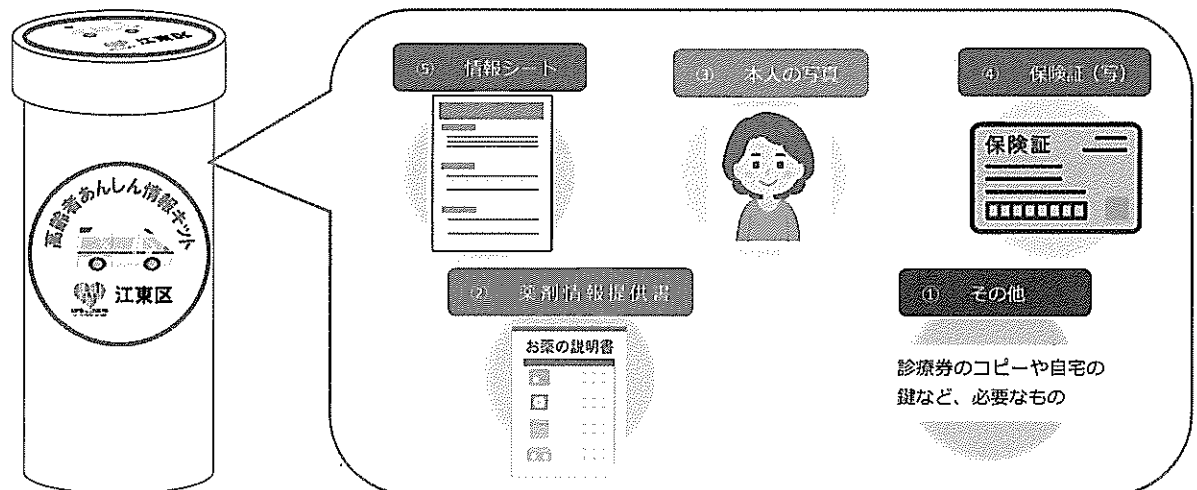 江東区
高齢者あんしん情報キット
江東区
⑤ 情報シート
③ 本人の写真
④ 保険証（写）
保険証
② 薬剤情報提供書
お薬の説明書
① その他
診療券のコピーや自宅の
鍵など、必要なもの